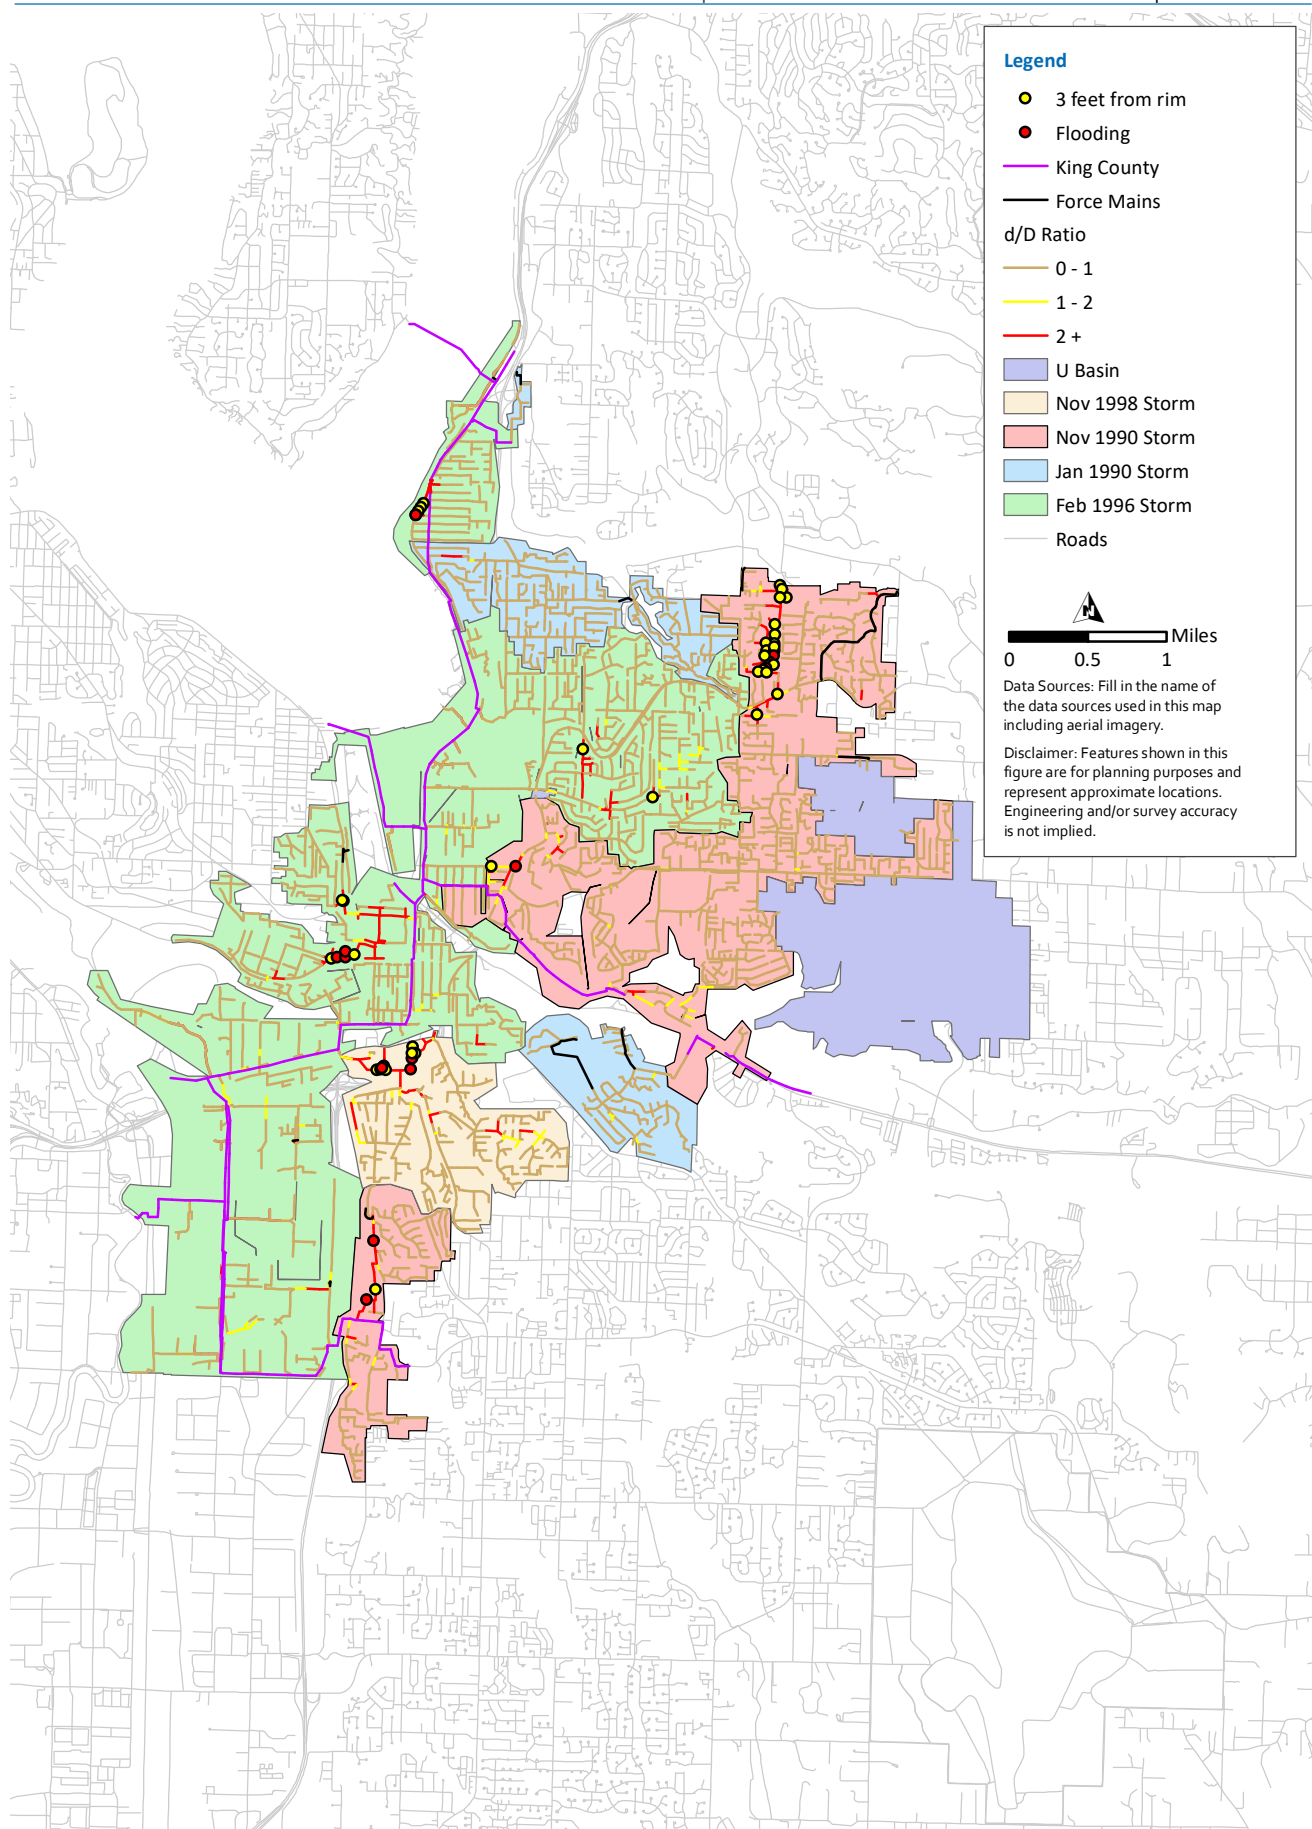 Legend
3 feet from rim
Flooding
King County
Force Mains
d/D Ratio
0 - 1
1 - 2
2 +
U Basin
Nov 1998 Storm
Nov 1990 Storm
Jan 1990 Storm
Feb 1996 Storm
Roads
N
Miles
0 0.5 1
Data Sources: Fill in the name of
the data sources used in this map
including aerial imagery.
Disclaimer: Features shown in this
figure are for planning purposes and
represent approximate locations.
Engineering and/or survey accuracy
is not implied.